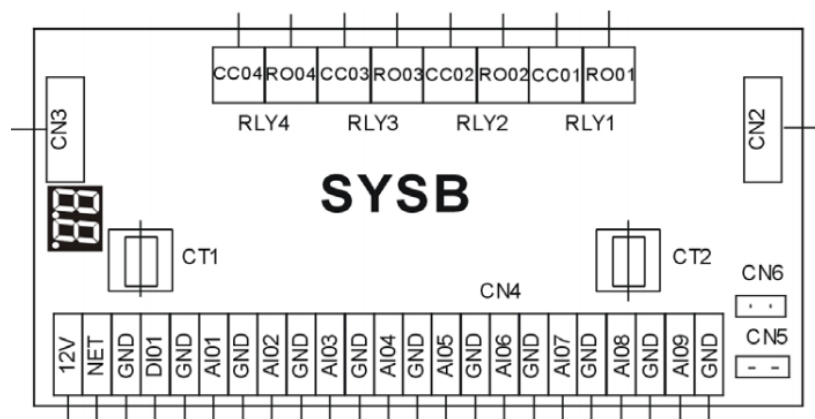 CC04 RO04 CC03 RO03 CC02 RO02 CC01 RO01
RLY4 RLY3 RLY2 RLY1
CN3
CN2
SYSB
88
CT1
CT2
CN4
CN6
CN5
12V NET GND DI01 GND AI01 GND AI02 GND AI03 GND AI04 GND AI05 GND AI06 GND AI07 GND AI08 GND AI09 GND